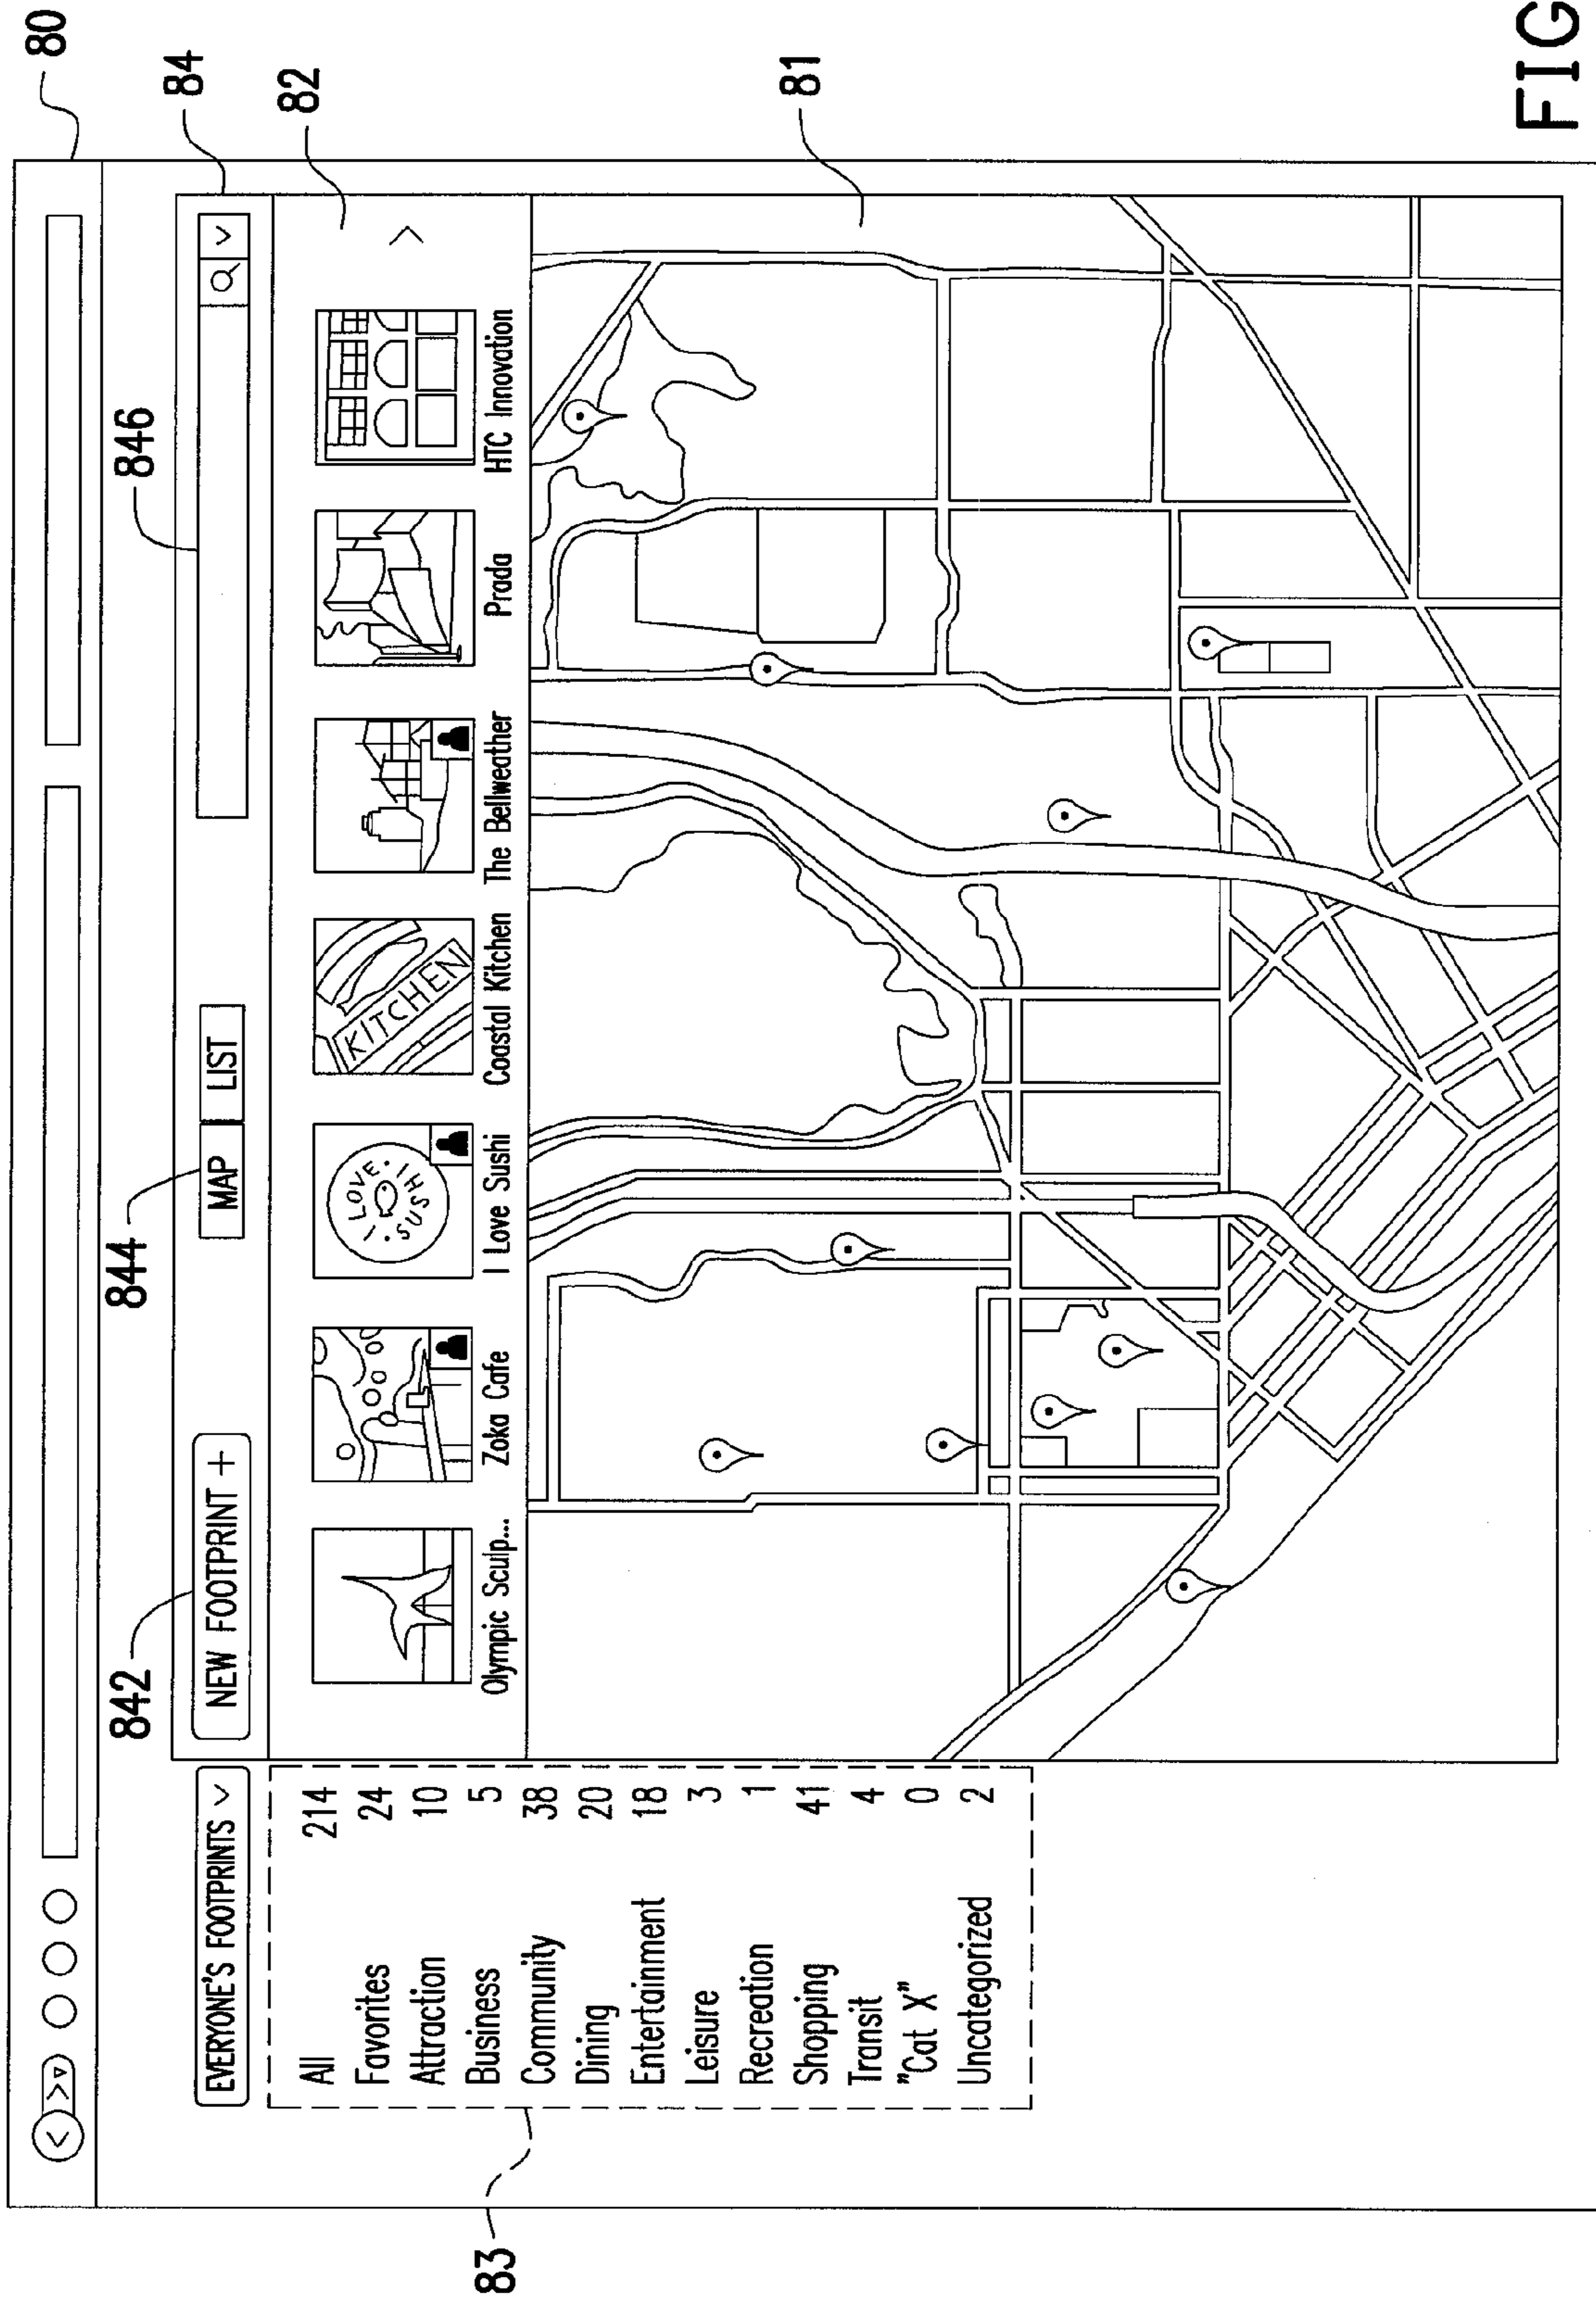 80
84
82
81
83
842
844
846
EVERYONE'S FOOTPRINTS
NEW FOOTPRINT +
MAP LIST
All 214
Favorites 24
Attraction 10
Business 5
Community 38
Dining 20
Entertainment 18
Leisure 3
Recreation 1
Shopping 41
Transit 4
"Cat X" 0
Uncategorized 2
I LOVE • SUSHI •
KITCHEN
Olympic Sculp...
Zoka Cafe
I Love Sushi
Coastal Kitchen
The Bellweather
Prada
HTC Innovation
FIG